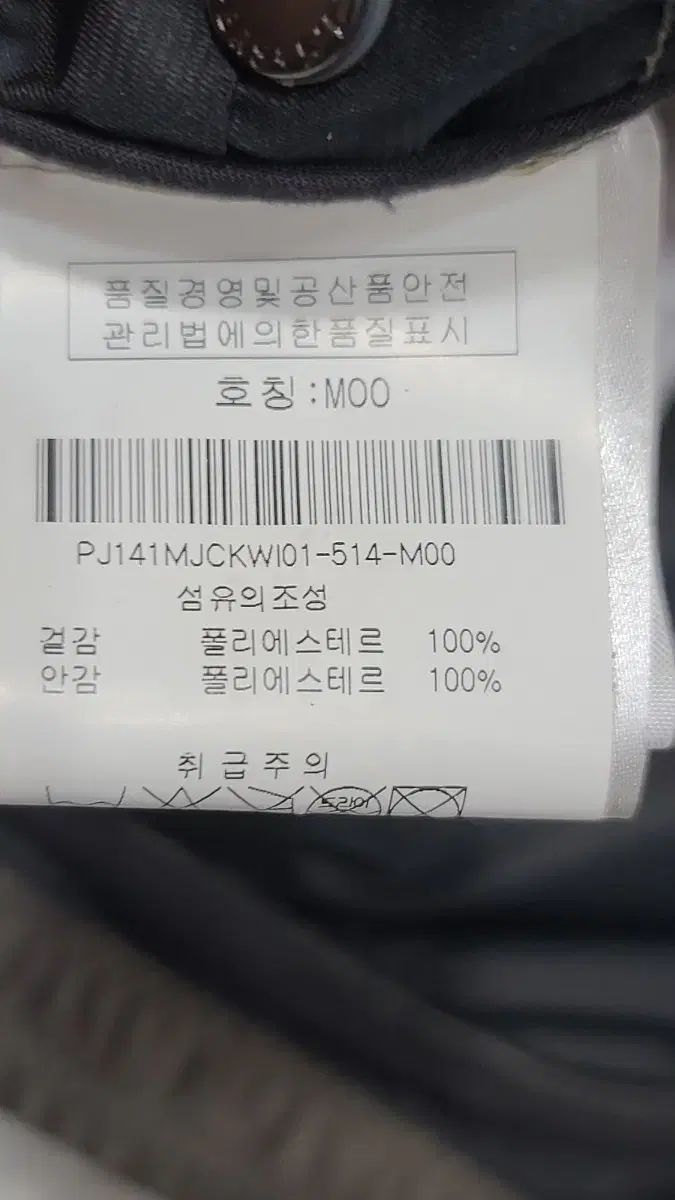 품질경영및공산품안전
관리법에의한품질표시
호칭:M00
PJ141MJCKWI01-514-M00
섬유의조성
겉감 폴리에스테르 100%
안감 폴리에스테르 100%
취급주의
드라이